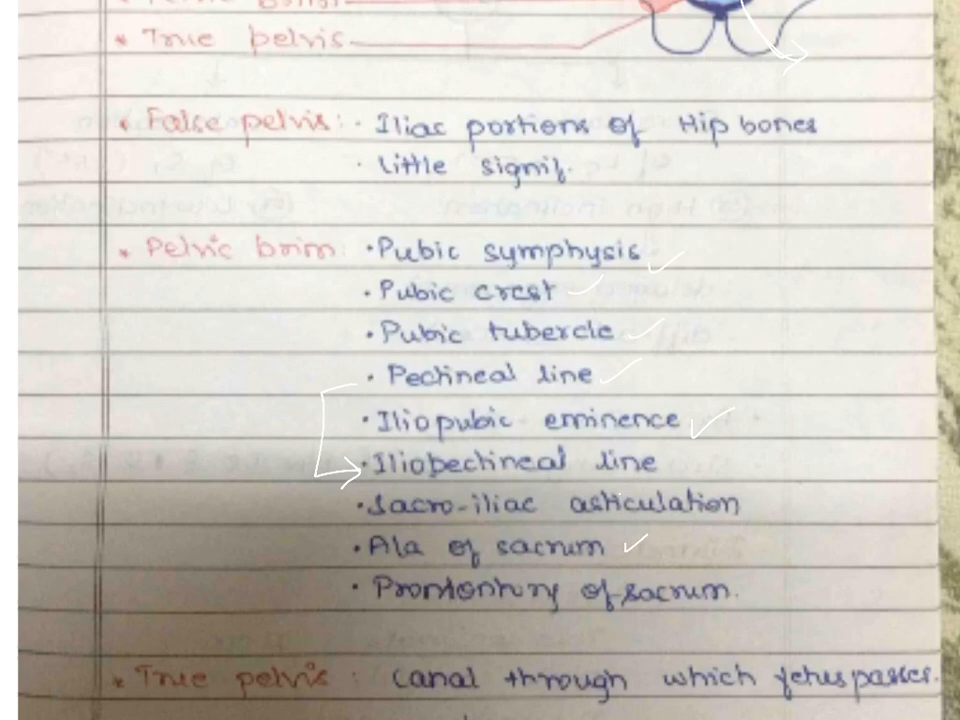 * True pelvis
* False pelvis: • Iliac portions of Hip bones
• little signif.
* Pelvic brim: • Pubic symphysis
• Pubic crest
• Pubic tubercle
• Pectineal line
• Iliopubic eminence
• Iliopectineal line
• Sacro-iliac articulation
• Ala of sacrum
• Promontory of sacrum.
* True pelvis: canal through which fetus passes.